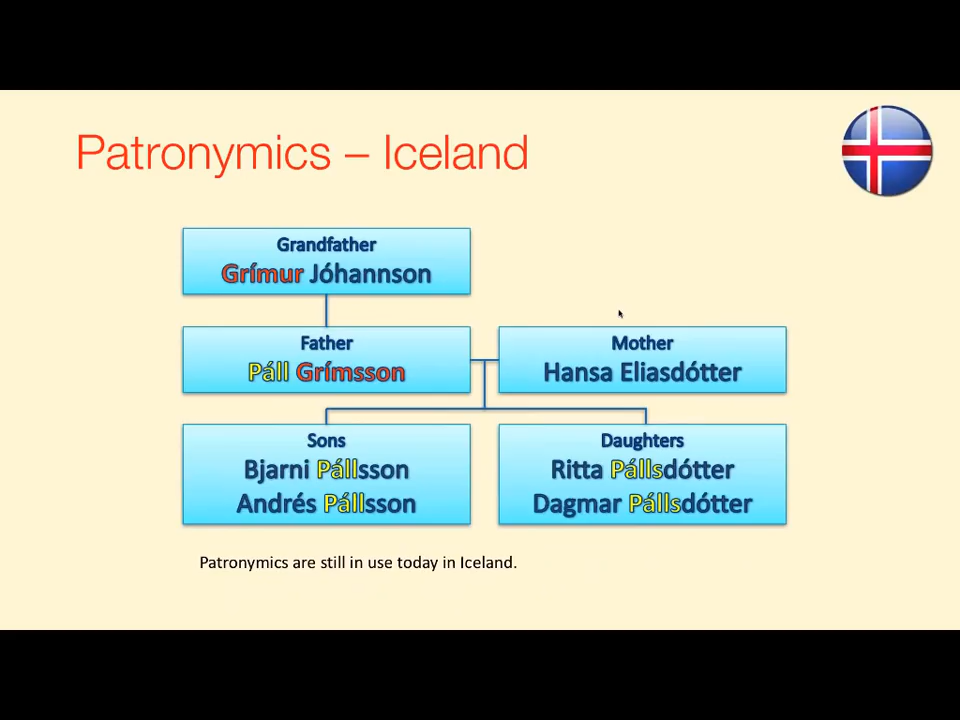 Patronymics – Iceland
Grandfather
Grímur Jóhannson
Father
Páll Grímsson
Mother
Hansa Eliasdótter
Sons
Bjarni Pállsson
Andrés Pállsson
Daughters
Ritta Pállsdótter
Dagmar Pállsdótter
Patronymics are still in use today in Iceland.